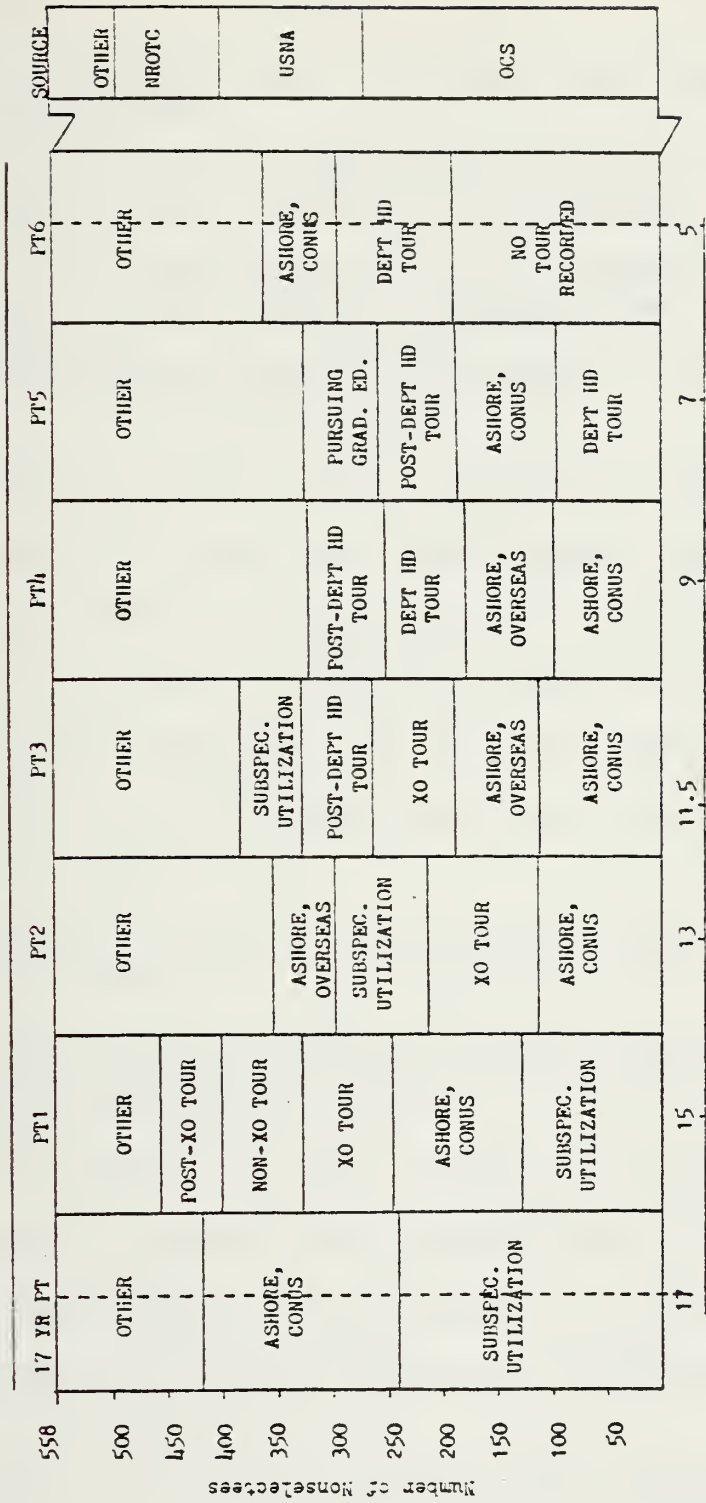 17 YR PT
PT1
PT2
PT3
PT4
PT5
PT6
SOURCE
558
500
450
400
350
300
250
200
150
100
50
Number of Nonselectees
OTHER
ASHORE,
CONUS
SUBSPEC.
UTILIZATION
OTHER
POST-XO TOUR
NON-XO TOUR
XO TOUR
ASHORE,
CONUS
SUBSPEC.
UTILIZATION
OTHER
ASHORE,
OVERSEAS
SUBSPEC.
UTILIZATION
XO TOUR
ASHORE,
CONUS
OTHER
SUBSPEC.
UTILIZATION
POST-DEPT HD
TOUR
XO TOUR
ASHORE,
OVERSEAS
ASHORE,
CONUS
OTHER
POST-DEPT HD
TOUR
DEPT HD
TOUR
ASHORE,
OVERSEAS
ASHORE,
CONUS
OTHER
PURSUING
GRAD. ED.
POST-DEPT HD
TOUR
ASHORE,
CONUS
DEPT HD
TOUR
OTHER
ASHORE,
CONUS
DEPT HD
TOUR
NO
TOUR
RECORDED
OTHER
NROTC
USNA
OCS
17
15
13
11.5
9
7
5